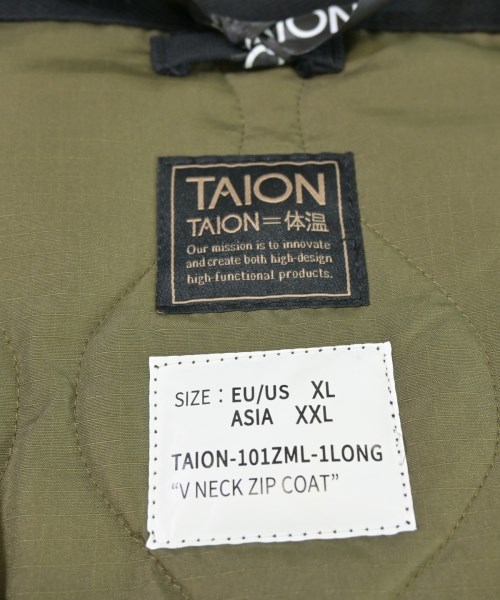 TAION
TAION
TAION＝体温
Our mission is to innovate
and create both high-design
high-functional products.
SIZE : EU/US XL
ASIA XXL
TAION-101ZML-1LONG
“V NECK ZIP COAT”